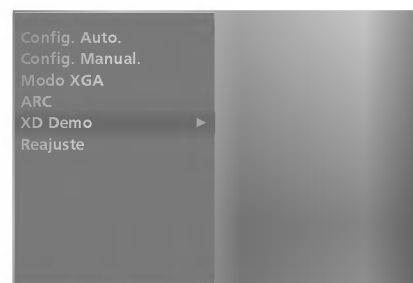 Config. Auto.
Config. Manual.
Modo XGA
ARC
XD Demo
Reajuste